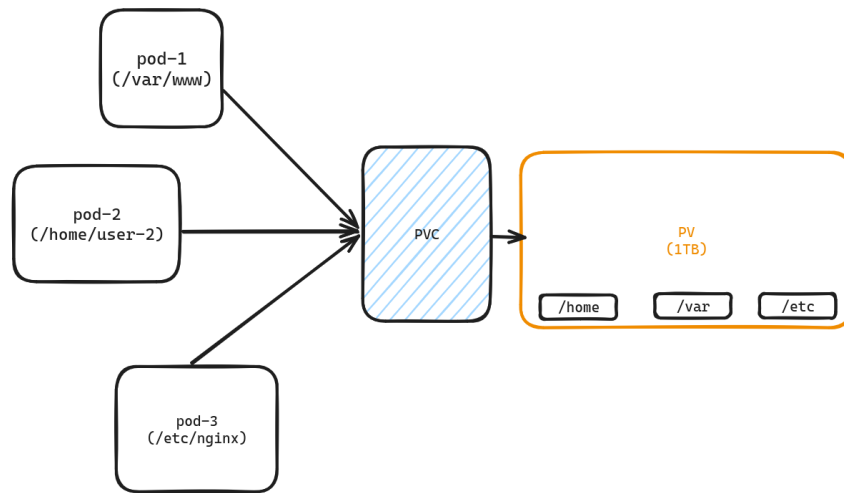 pod-1
(/var/www)
pod-2
(/home/user-2)
pod-3
(/etc/nginx)
PVC
PV
(1TB)
/home
/var
/etc